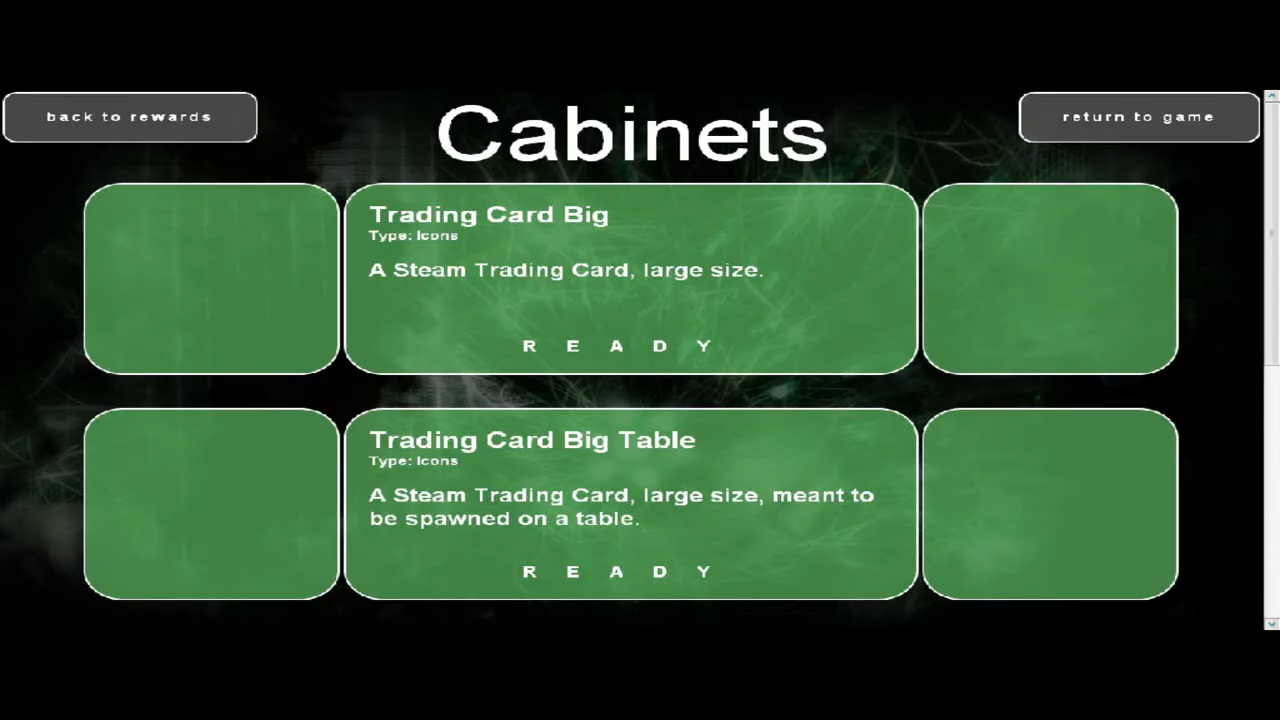 back to rewards
Cabinets
return to game
Trading Card Big
Type: Icons
A Steam Trading Card, large size.
R E A D Y
Trading Card Big Table
Type: Icons
A Steam Trading Card, large size, meant to
be spawned on a table.
R E A D Y